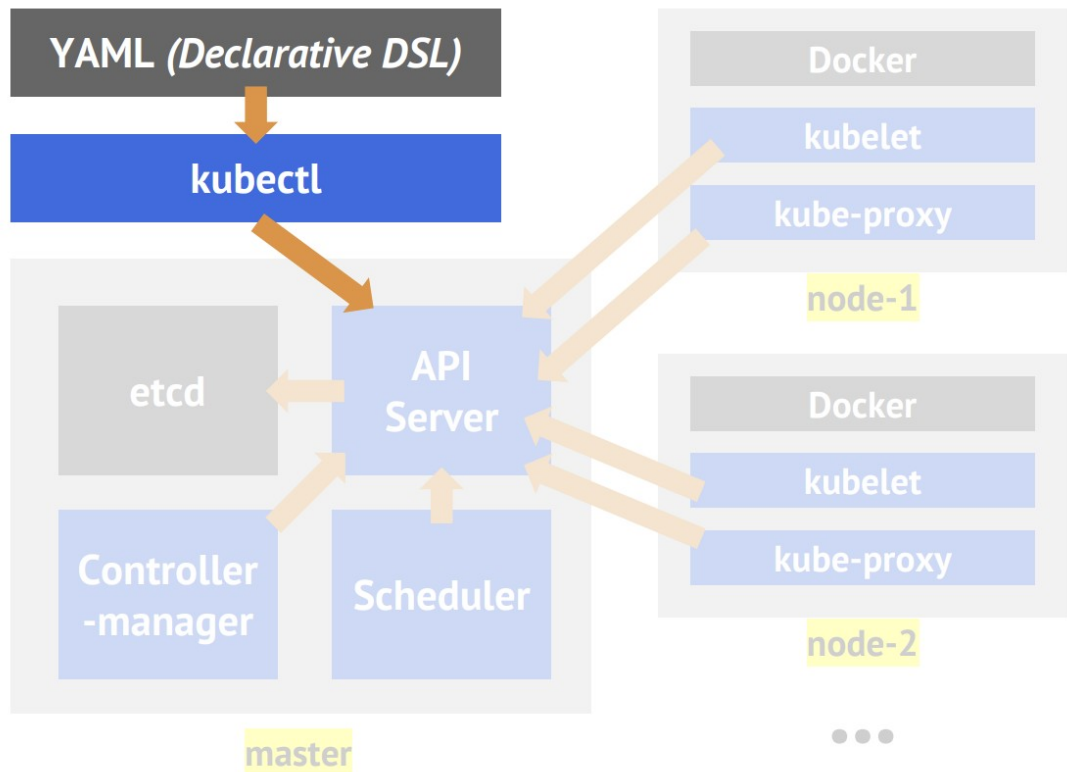 YAML (Declarative DSL)
kubectl
etcd
API
Server
Controller
-manager
Scheduler
master
Docker
kubelet
kube-proxy
node-1
Docker
kubelet
kube-proxy
node-2
...